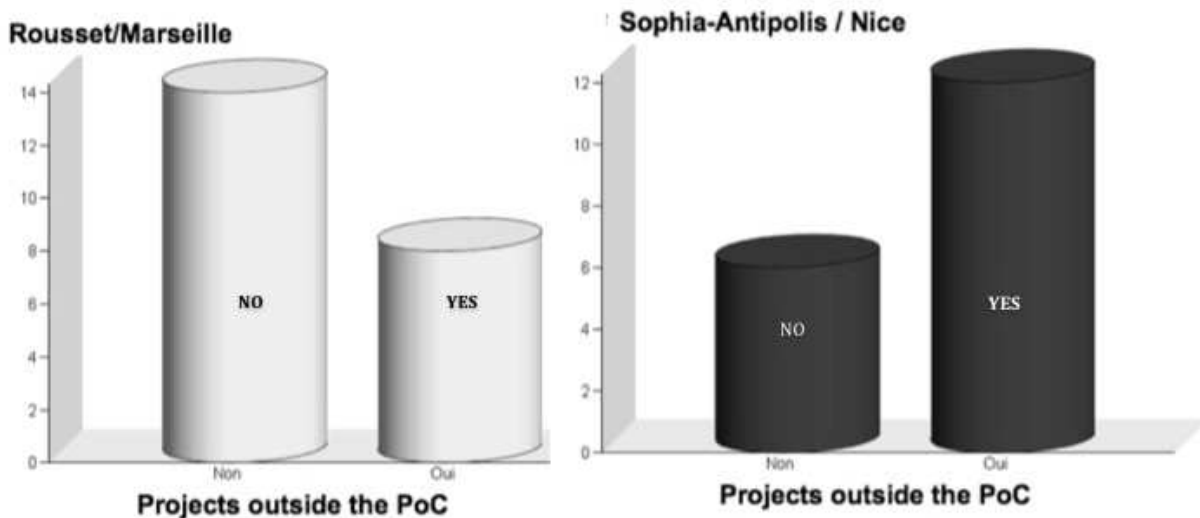 Rousset/Marseille
14
12
10
8
6
4
2
0
NO
YES
Non
Oui
Projects outside the PoC
Sophia-Antipolis / Nice
12
10
8
6
4
2
0
NO
YES
Non
Oui
Projects outside the PoC